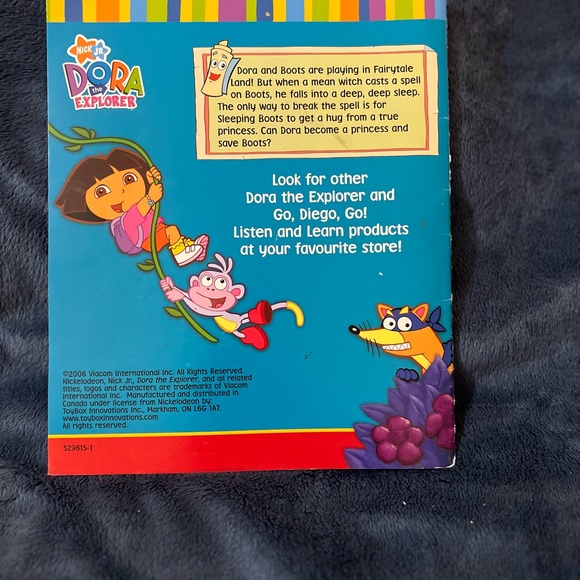 NICK JR.
DORA
the
EXPLORER
Dora and Boots are playing in Fairytale
Land! But when a mean witch casts a spell
on Boots, he falls into a deep, deep sleep.
The only way to break the spell is for
Sleeping Boots to get a hug from a true
princess. Can Dora become a princess and
save Boots?
Look for other
Dora the Explorer and
Go, Diego, Go!
Listen and Learn products
at your favourite store!
©2006 Viacom International Inc. All Rights Reserved.
Nickelodeon, Nick Jr., Dora the Explorer, and all related
titles, logos and characters are trademarks of Viacom
International Inc. Manufactured and distributed in
Canada under license from Nickelodeon by:
ToyBox Innovations Inc., Markham, ON L6G 1A7.
www.toyboxinnovations.com
All rights reserved.
529615-1